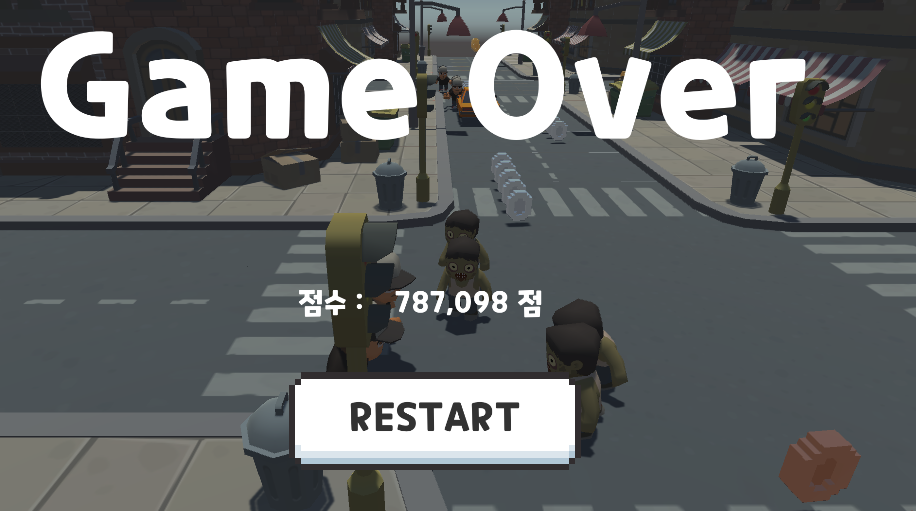 Game Over
점수 : 787,098 점
RESTART